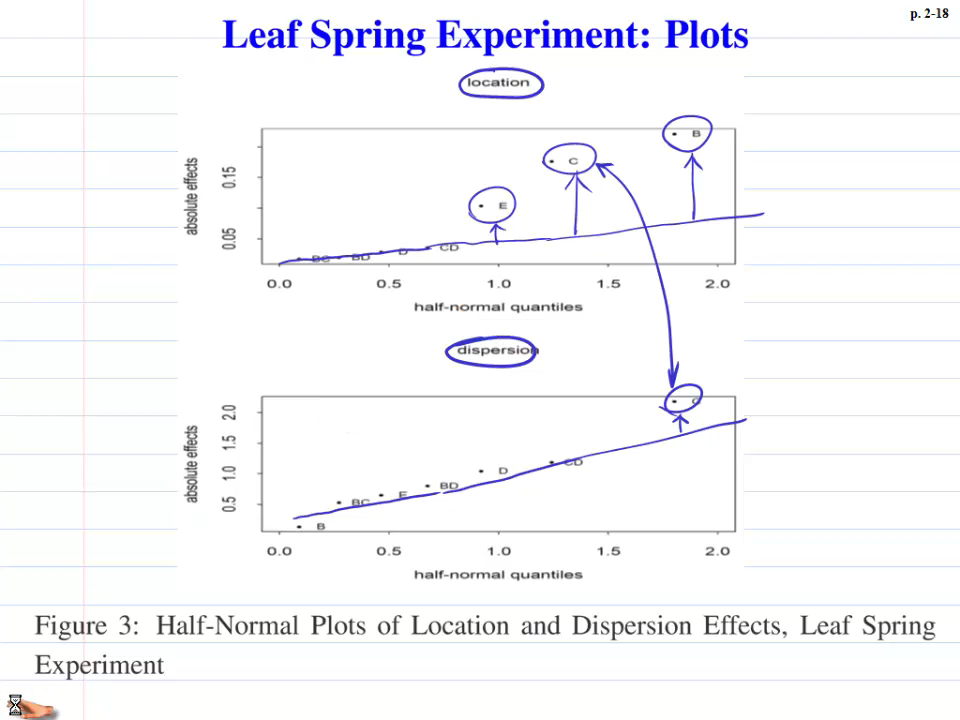 p. 2-18
Leaf Spring Experiment: Plots
location
absolute effects
0.15
0.05
B
C
E
BC
BD
D
CD
0.0 0.5 1.0 1.5 2.0
half-normal quantiles
dispersion
absolute effects
2.0
1.5
1.0
0.5
C
CD
D
BD
E
BC
B
0.0 0.5 1.0 1.5 2.0
half-normal quantiles
Figure 3: Half-Normal Plots of Location and Dispersion Effects, Leaf Spring
Experiment